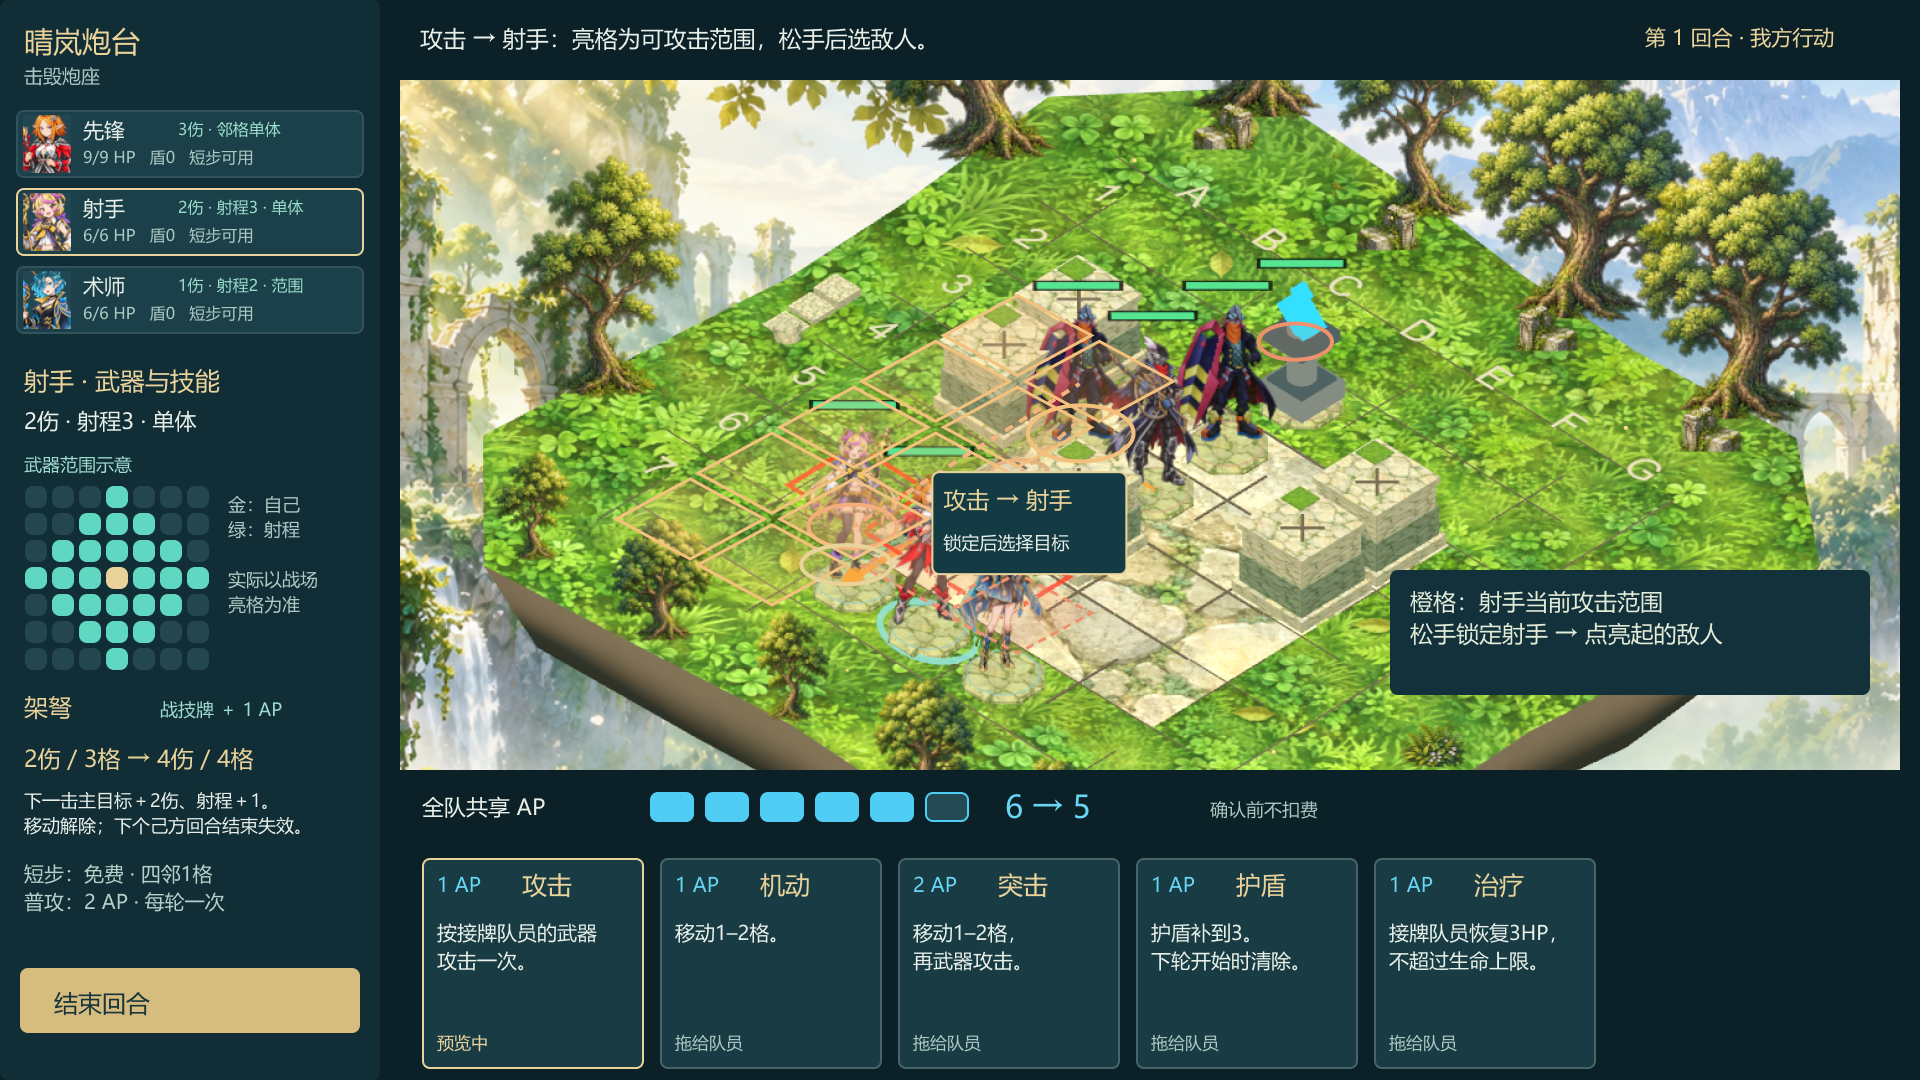 晴岚炮台
击毁炮座
先锋 3伤 · 邻格单体
9/9 HP 盾0 短步可用
射手 2伤 · 射程3 · 单体
6/6 HP 盾0 短步可用
术师 1伤 · 射程2 · 范围
6/6 HP 盾0 短步可用
射手 · 武器与技能
2伤 · 射程3 · 单体
武器范围示意
金：自己
绿：射程
实际以战场
亮格为准
架弩 战技牌 + 1 AP
2伤 / 3格 → 4伤 / 4格
下一击主目标+2伤、射程+1。
移动解除；下个己方回合结束失效。
短步：免费 · 四邻1格
普攻：2 AP · 每轮一次
结束回合
攻击 → 射手：亮格为可攻击范围，松手后选敌人。
第 1 回合 · 我方行动
1
2
3
4
5
6
7
A
B
C
D
E
F
G
攻击 → 射手
锁定后选择目标
橙格：射手当前攻击范围
松手锁定射手 → 点亮起的敌人
全队共享 AP
6 → 5
确认前不扣费
1 AP 攻击
按接牌队员的武器
攻击一次。
预览中
1 AP 机动
移动1–2格。
拖给队员
2 AP 突击
移动1–2格，
再武器攻击。
拖给队员
1 AP 护盾
护盾补到3。
下轮开始时清除。
拖给队员
1 AP 治疗
接牌队员恢复3HP，
不超过生命上限。
拖给队员